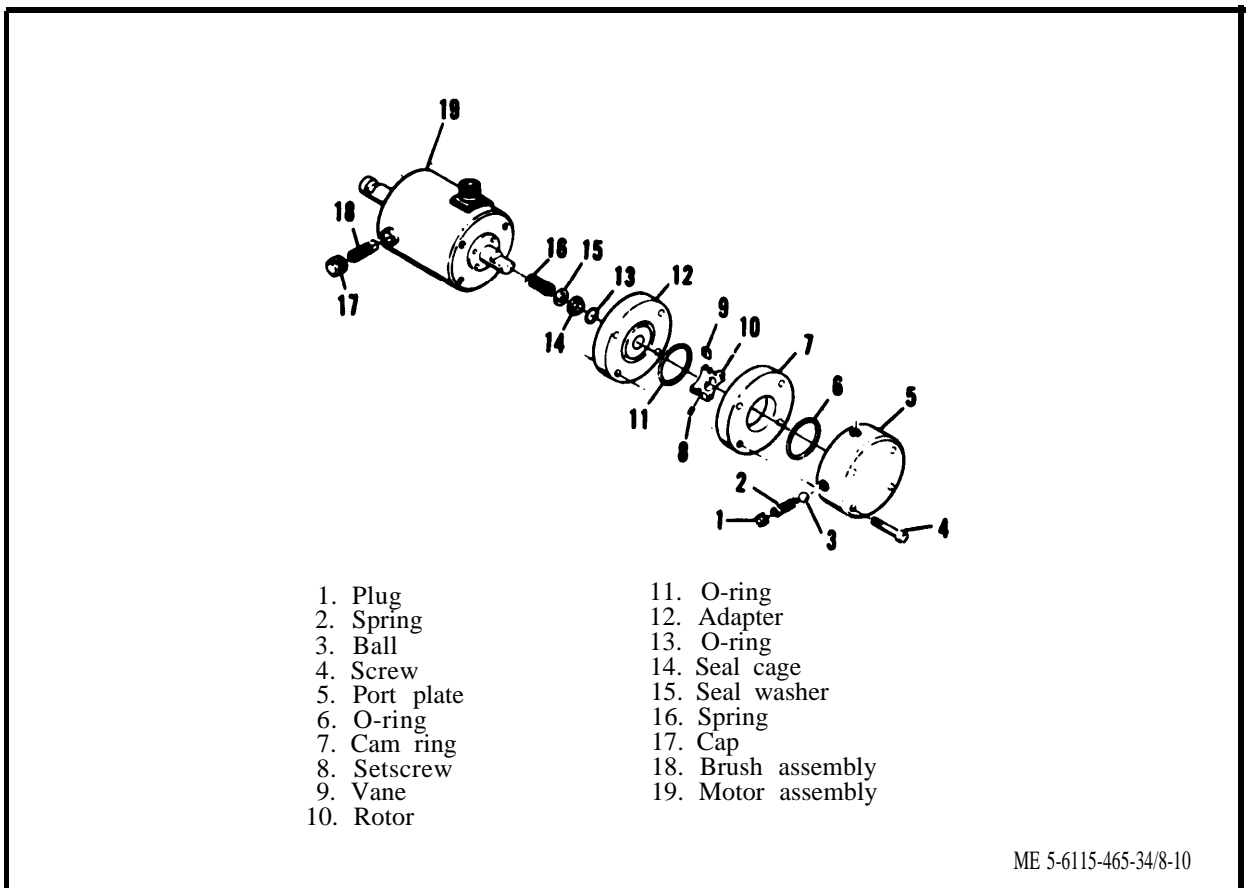 19
18
16
15
13
12
17
14
9
10
7
11
8
6
5
2
1
3
4
1. Plug
2. Spring
3. Ball
4. Screw
5. Port plate
6. O-ring
7. Cam ring
8. Setscrew
9. Vane
10. Rotor
11. O-ring
12. Adapter
13. O-ring
14. Seal cage
15. Seal washer
16. Spring
17. Cap
18. Brush assembly
19. Motor assembly
ME 5-6115-465-34/8-10